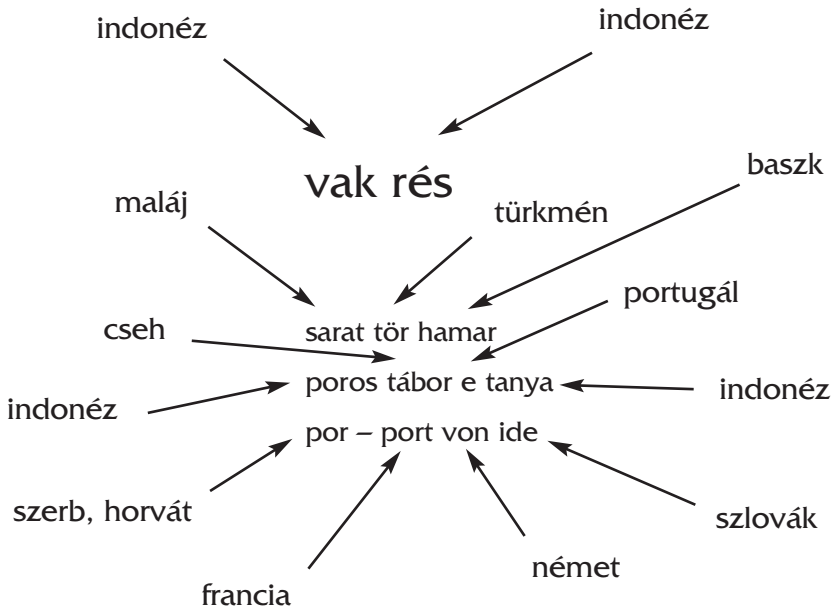 indonéz
indonéz
vak rés
baszk
maláj
türkmén
portugál
cseh
sarat tör hamar
poros tábor e tanya
indonéz
indonéz
por – port von ide
szerb, horvát
szlovák
német
francia